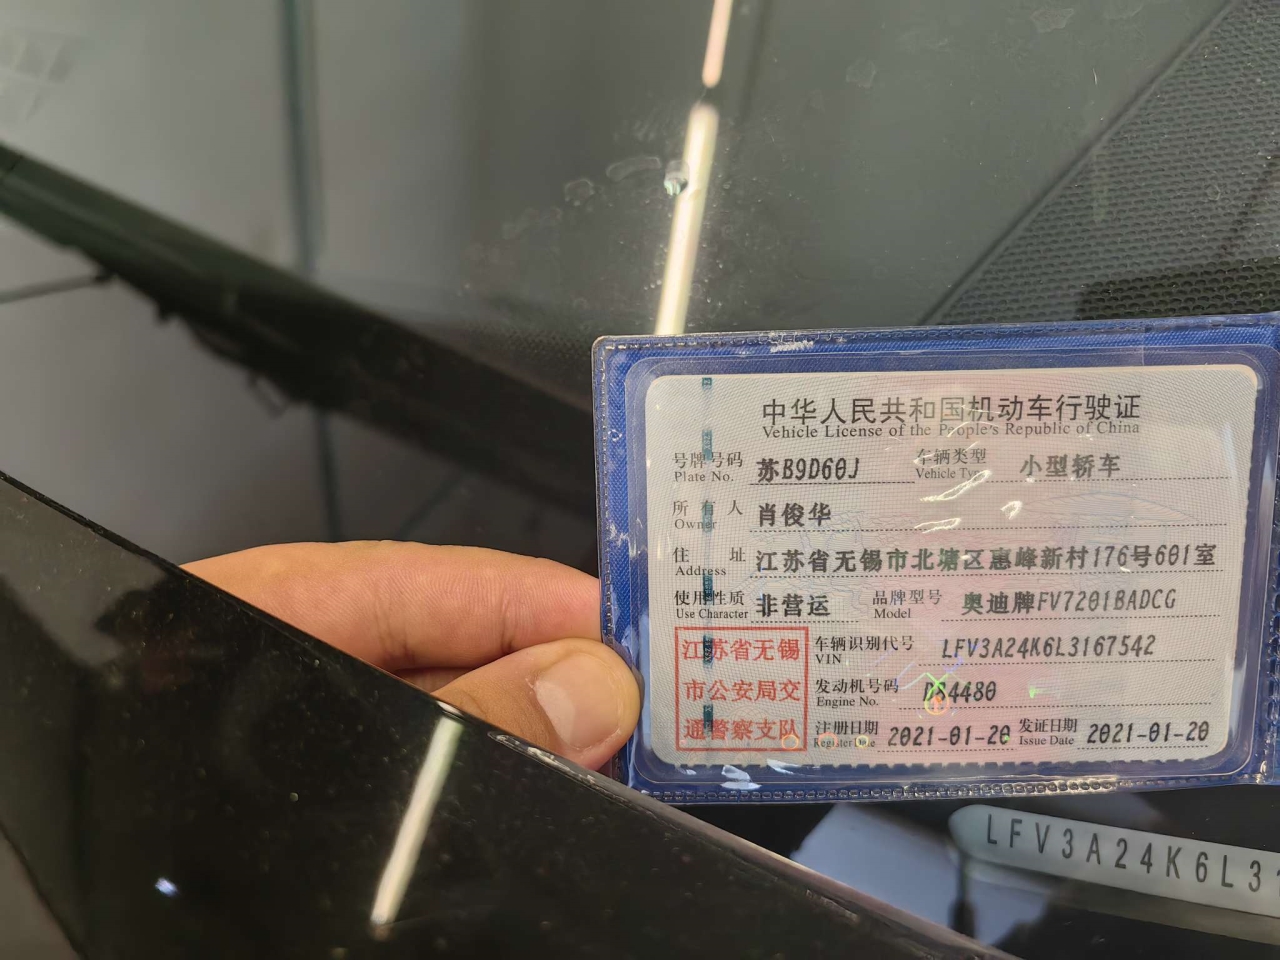 中华人民共和国机动车行驶证
Vehicle License of the People's Republic of China
号牌号码 苏B9D60J 车辆类型 小型轿车
Plate No. Vehicle Type
所有人 肖俊华
Owner
住址 江苏省无锡市北塘区惠峰新村176号601室
Address
使用性质 非营运 品牌型号 奥迪牌FV7201BADCG
Use Character Model
江苏省无锡
市公安局交
通警察支队
车辆识别代号 LFV3A24K6L3167542
VIN
发动机号码
Engine No.
注册日期 2021-01-20 发证日期 2021-01-20
Register Date Issue Date
LFV3A24K6L3